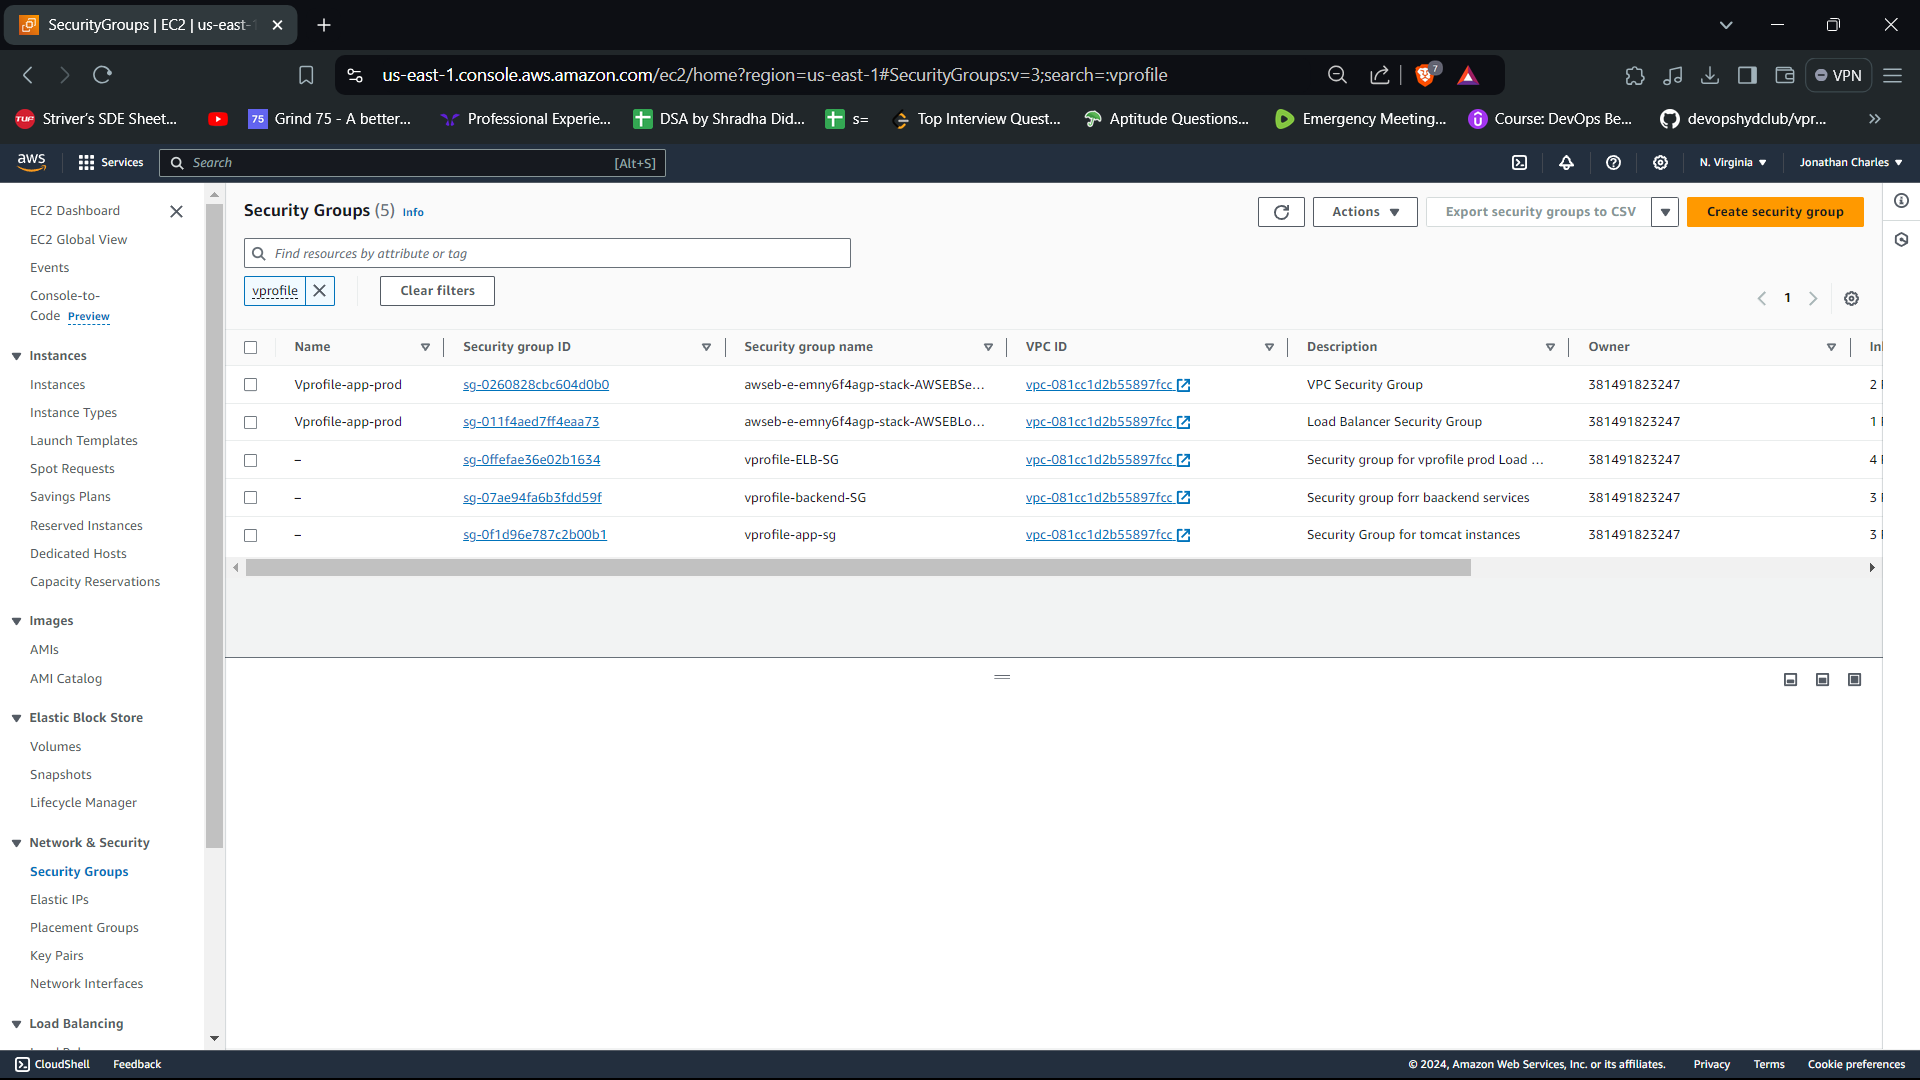 SecurityGroups | EC2 | us-east-
us-east-1.console.aws.amazon.com/ec2/home?region=us-east-1#SecurityGroups:v=3;search=:vprofile
7
VPN
TUF Striver's SDE Sheet...
75 Grind 75 - A better...
Professional Experie...
DSA by Shradha Did...
s=
Top Interview Quest...
Aptitude Questions...
Emergency Meeting...
Course: DevOps Be...
devopshydclub/vpr...
aws
Services
Search
[Alt+S]
N. Virginia
Jonathan Charles
EC2 Dashboard
EC2 Global View
Events
Console-to-
Code Preview
Instances
Instances
Instance Types
Launch Templates
Spot Requests
Savings Plans
Reserved Instances
Dedicated Hosts
Capacity Reservations
Images
AMIs
AMI Catalog
Elastic Block Store
Volumes
Snapshots
Lifecycle Manager
Network & Security
Security Groups
Elastic IPs
Placement Groups
Key Pairs
Network Interfaces
Load Balancing
Security Groups (5) Info
Actions
Export security groups to CSV
Create security group
Find resources by attribute or tag
vprofile
Clear filters
1
Name Security group ID Security group name VPC ID Description Owner
Vprofile-app-prod sg-0260828cbc604d0b0 awseb-e-emny6f4agp-stack-AWSEBSe... vpc-081cc1d2b55897fcc VPC Security Group 381491823247 2
Vprofile-app-prod sg-011f4aed7ff4eaa73 awseb-e-emny6f4agp-stack-AWSEBLo... vpc-081cc1d2b55897fcc Load Balancer Security Group 381491823247 1
– sg-0ffefae36e02b1634 vprofile-ELB-SG vpc-081cc1d2b55897fcc Security group for vprofile prod Load ... 381491823247 4
– sg-07ae94fa6b3fdd59f vprofile-backend-SG vpc-081cc1d2b55897fcc Security group forr baackend services 381491823247 3
– sg-0f1d96e787c2b00b1 vprofile-app-sg vpc-081cc1d2b55897fcc Security Group for tomcat instances 381491823247 3
CloudShell
Feedback
© 2024, Amazon Web Services, Inc. or its affiliates.
Privacy
Terms
Cookie preferences